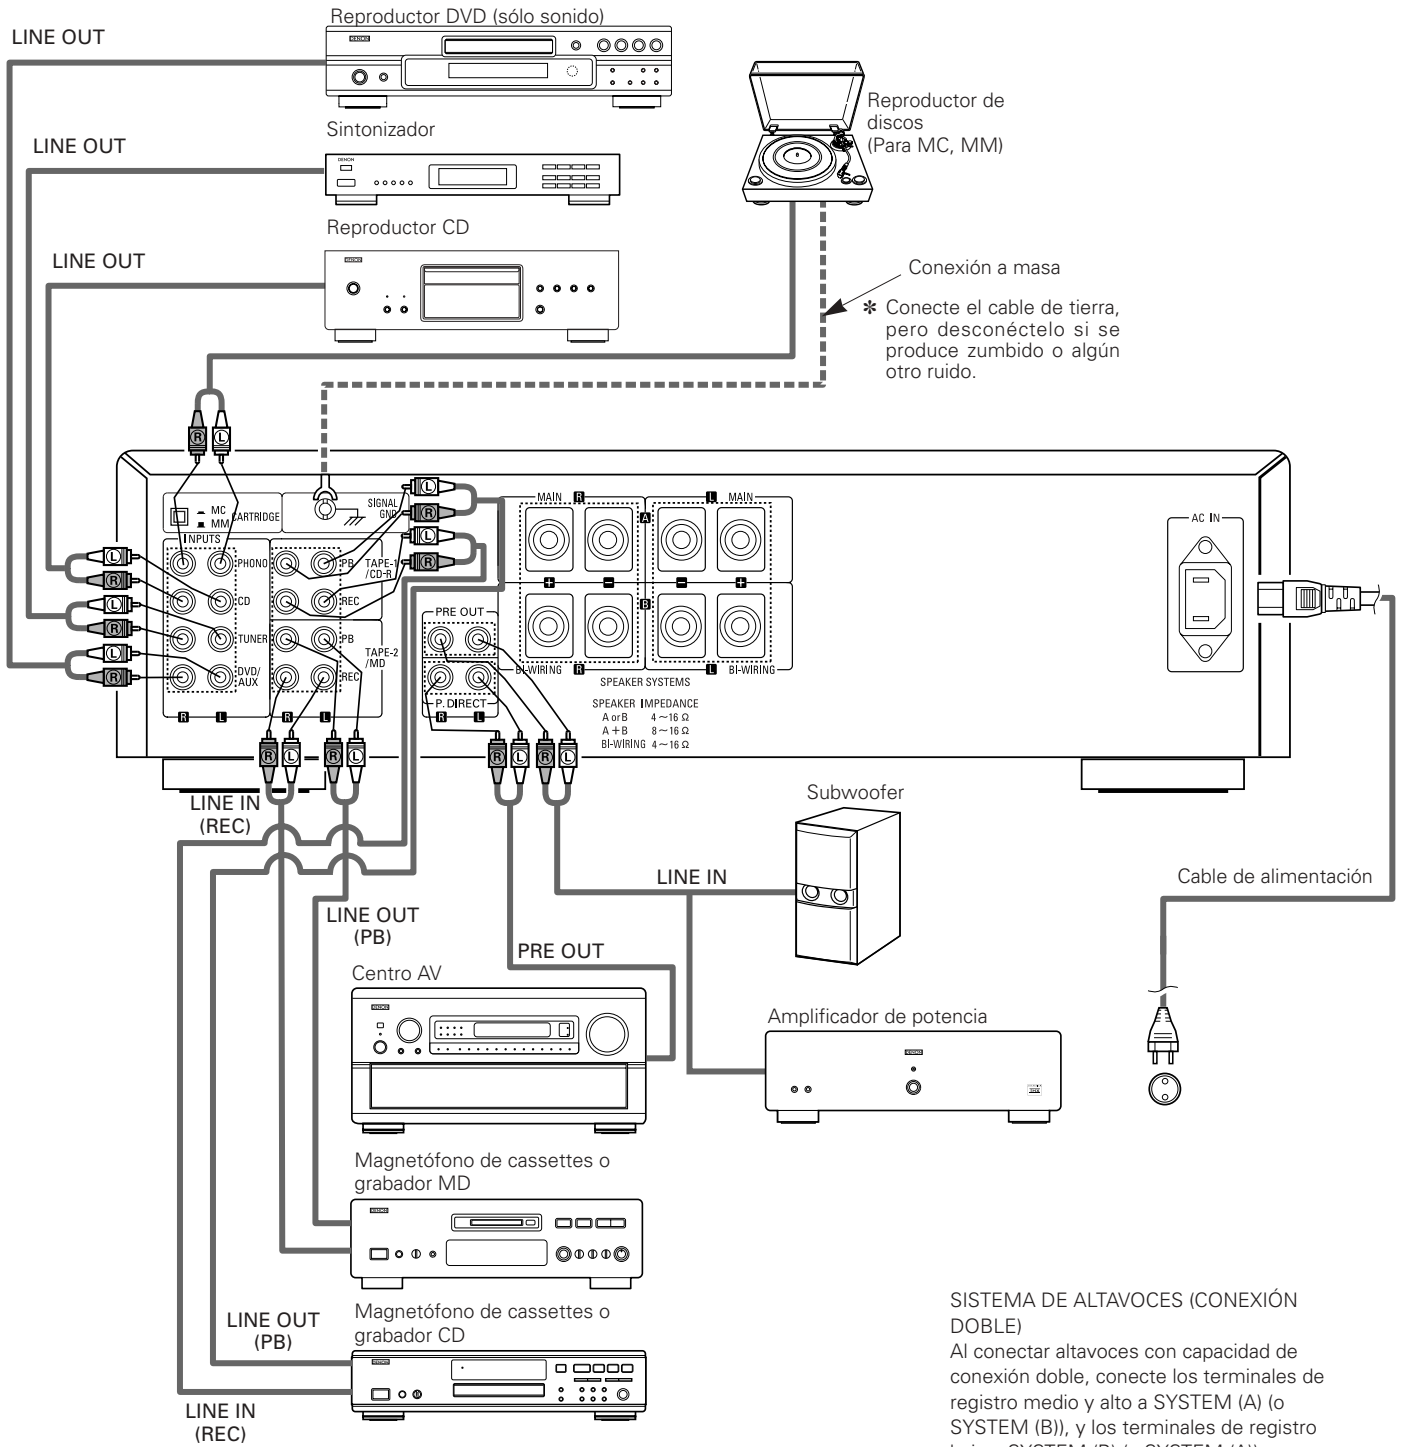 Reproductor DVD (sólo sonido)
LINE OUT
DENON
Sintonizador
LINE OUT
DENON
Reproductor CD
LINE OUT
DENON
Reproductor de
discos
(Para MC, MM)
Conexión a masa
✻ Conecte el cable de tierra,
pero desconéctelo si se
produce zumbido o algún
otro ruido.
R L
MC
MM
CARTRIDGE
SIGNAL
GND
INPUTS
PHONO
CD
TUNER
DVD/
AUX
R L
PB
TAPE-1
/CD-R
REC
PB
TAPE-2
/MD
REC
R L
L
R
L
R
L
R
L
R
L
R
PRE OUT
P.DIRECT
R L
MAIN R
L MAIN
A
+ − − +
B
BI-WIRING R
L BI-WIRING
SPEAKER SYSTEMS
SPEAKER IMPEDANCE
A or B 4～16 Ω
A + B 8～16 Ω
BI-WIRING 4～16 Ω
AC IN
R L R L
R L R L
LINE IN
(REC)
LINE OUT
(PB)
PRE OUT
LINE IN
Subwoofer
Cable de alimentación
Centro AV
DENON
Amplificador de potencia
DENON
Magnetófono de cassettes o
grabador MD
DENON
Magnetófono de cassettes o
grabador CD
DENON
LINE OUT
(PB)
LINE IN
(REC)
SISTEMA DE ALTAVOCES (CONEXIÓN
DOBLE)
Al conectar altavoces con capacidad de
conexión doble, conecte los terminales de
registro medio y alto a SYSTEM (A) (o
SYSTEM (B)), y los terminales de registro